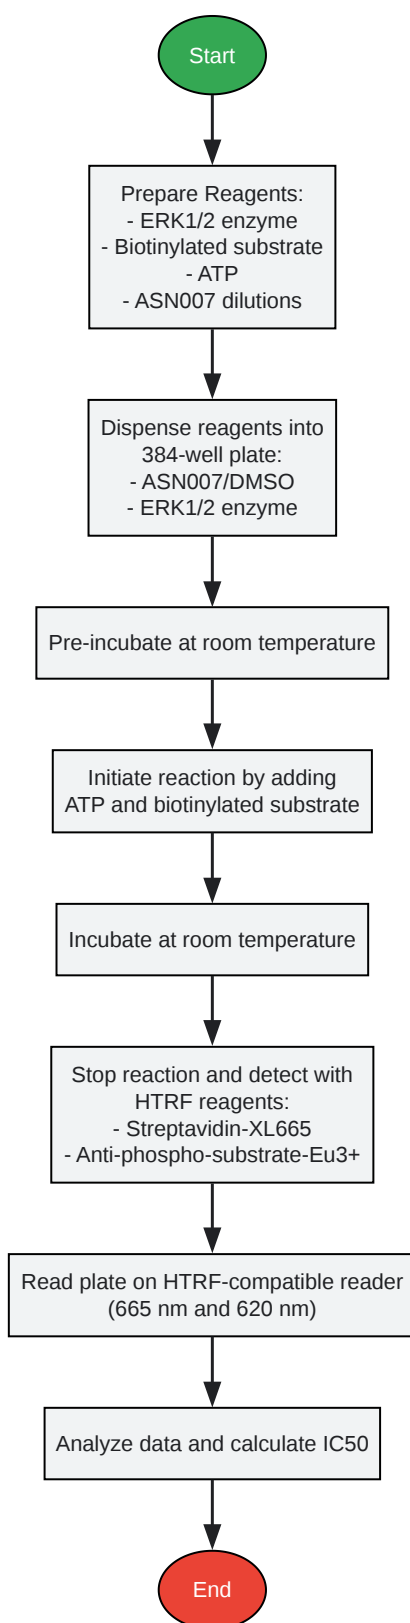 Start
Prepare Reagents:
- ERK1/2 enzyme
- Biotinylated substrate
- ATP
- ASN007 dilutions
Dispense reagents into
384-well plate:
- ASN007/DMSO
- ERK1/2 enzyme
Pre-incubate at room temperature
Initiate reaction by adding
ATP and biotinylated substrate
Incubate at room temperature
Stop reaction and detect with
HTRF reagents:
- Streptavidin-XL665
- Anti-phospho-substrate-Eu3+
Read plate on HTRF-compatible reader
(665 nm and 620 nm)
Analyze data and calculate IC50
End